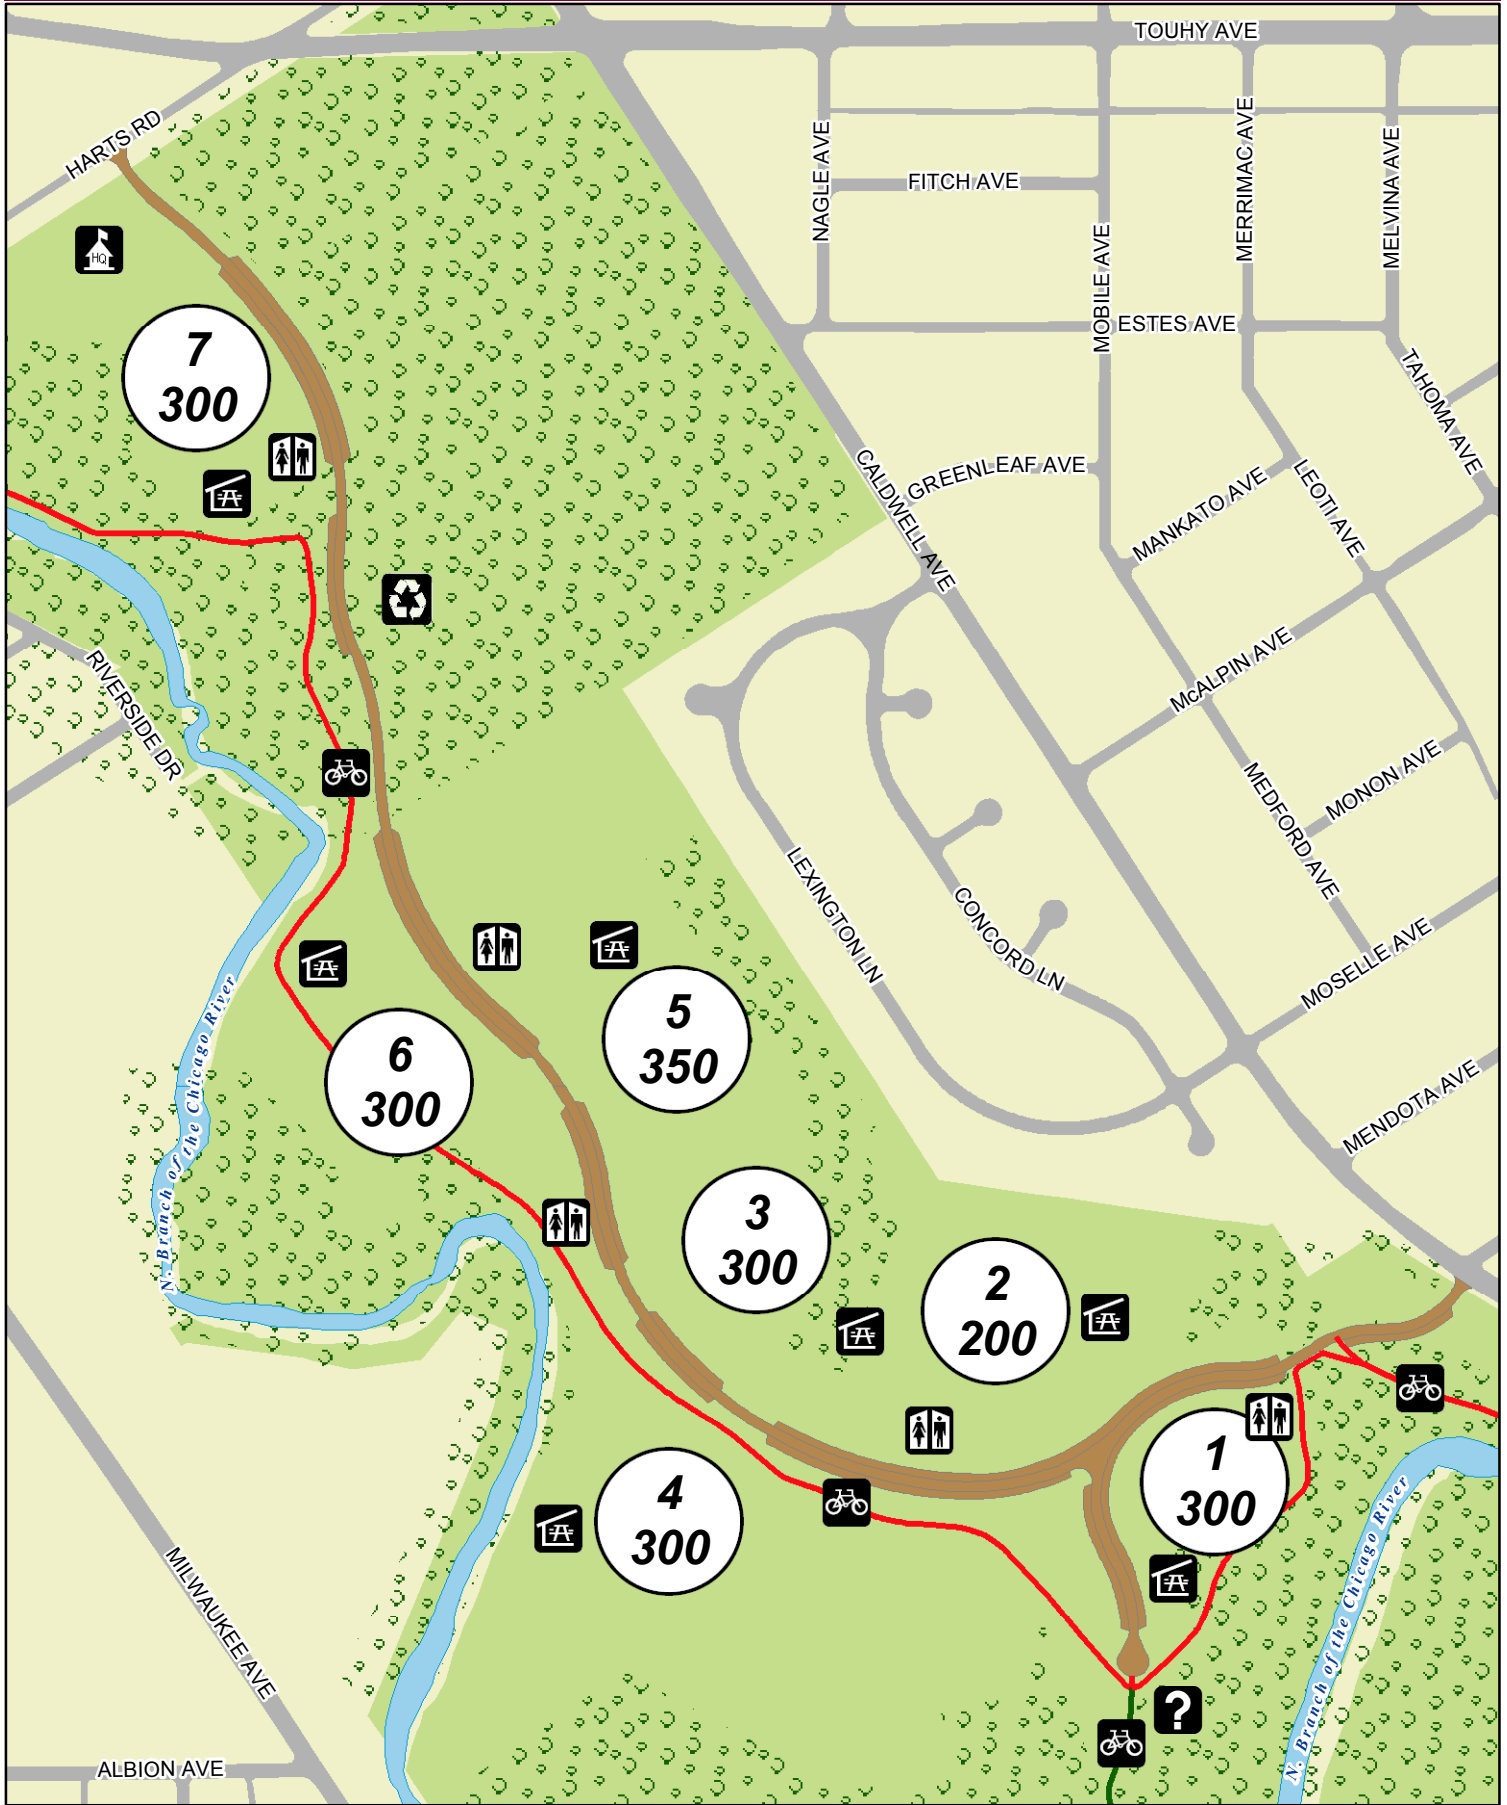 TOUHY AVE
HARTS RD
NAGLE AVE
FITCH AVE
MERRIMAC AVE
MELVINA AVE
MOBILE AVE
ESTES AVE
HQ
7
300
TAHOMA AVE
CALDWELL AVE
GREENLEAF AVE
MANKATO AVE
LEOTI AVE
RIVERSIDE DR
McALPIN AVE
MEDFORD AVE
MONON AVE
LEXINGTON LN
CONCORD LN
MOSELLE AVE
5
350
6
300
N. Branch of the Chicago River
MENDOTA AVE
3
300
2
200
1
300
4
300
N. Branch of the Chicago River
MILWAUKEE AVE
?
ALBION AVE